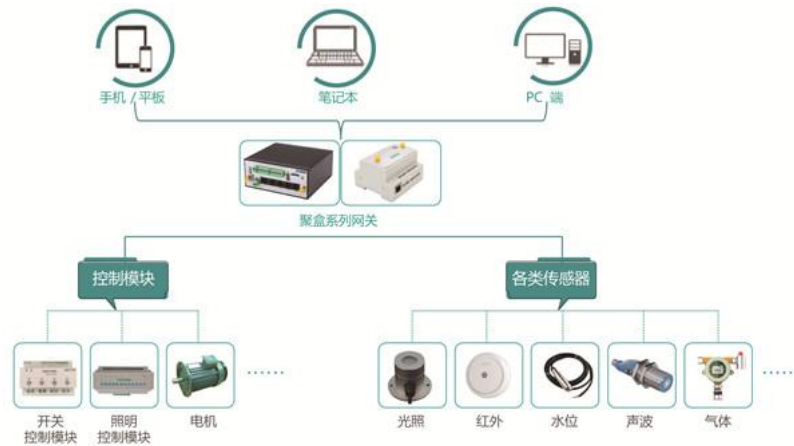 手机 / 平板
笔记本
PC 端
聚盒系列网关
控制模块
各类传感器
开关
控制模块
照明
控制模块
电机
······
光照
红外
水位
声波
气体
·····